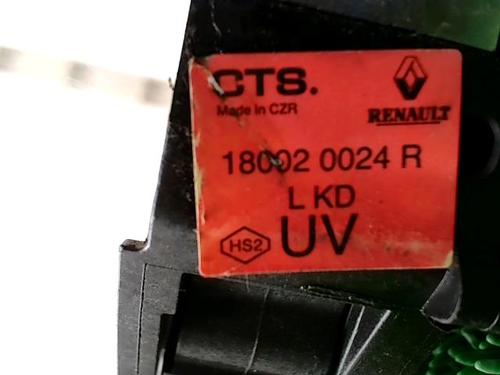 CTS.
Made in CZR
RENAULT
18002 0024 R
L KD
HS2 UV